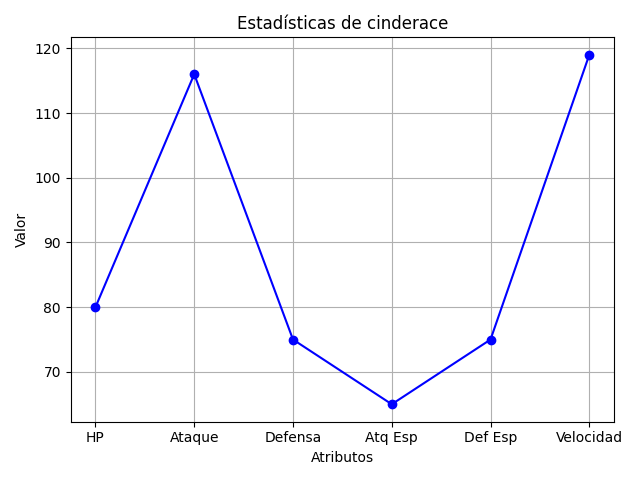 Estadísticas de cinderace
Valor
120
110
100
90
80
70
HP Ataque Defensa Atq Esp Def Esp Velocidad
Atributos